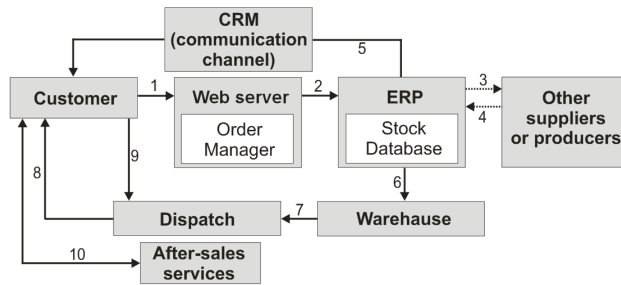 CRM
(communication
channel)
5
Customer
1
Web server
Order
Manager
2
ERP
Stock
Database
3
4
Other
suppliers
or producers
8
9
6
Dispatch
7
Warehause
10
After-sales
services